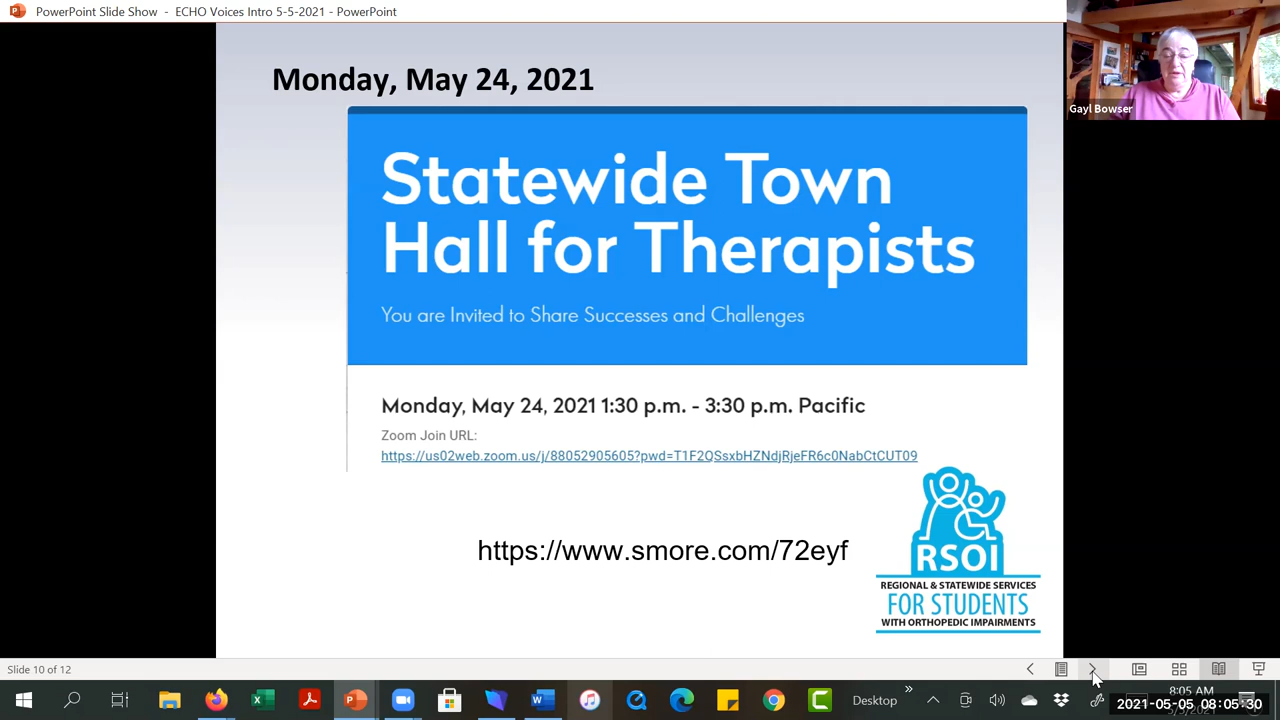 PowerPoint Slide Show - ECHO Voices Intro 5-5-2021 - PowerPoint
Gayl Bowser
Monday, May 24, 2021
Statewide Town
Hall for Therapists
You are Invited to Share Successes and Challenges
Monday, May 24, 2021 1:30 p.m. - 3:30 p.m. Pacific
Zoom Join URL:
https://us02web.zoom.us/j/88052905605?pwd=T1F2QSsxbHZNdjRjeFR6c0NabCtCUT09
https://www.smore.com/72eyf
RSOI
REGIONAL & STATEWIDE SERVICES
FOR STUDENTS
WITH ORTHOPEDIC IMPAIRMENTS
Slide 10 of 12
Desktop
8:05 AM
2021-05-05 08:05:30